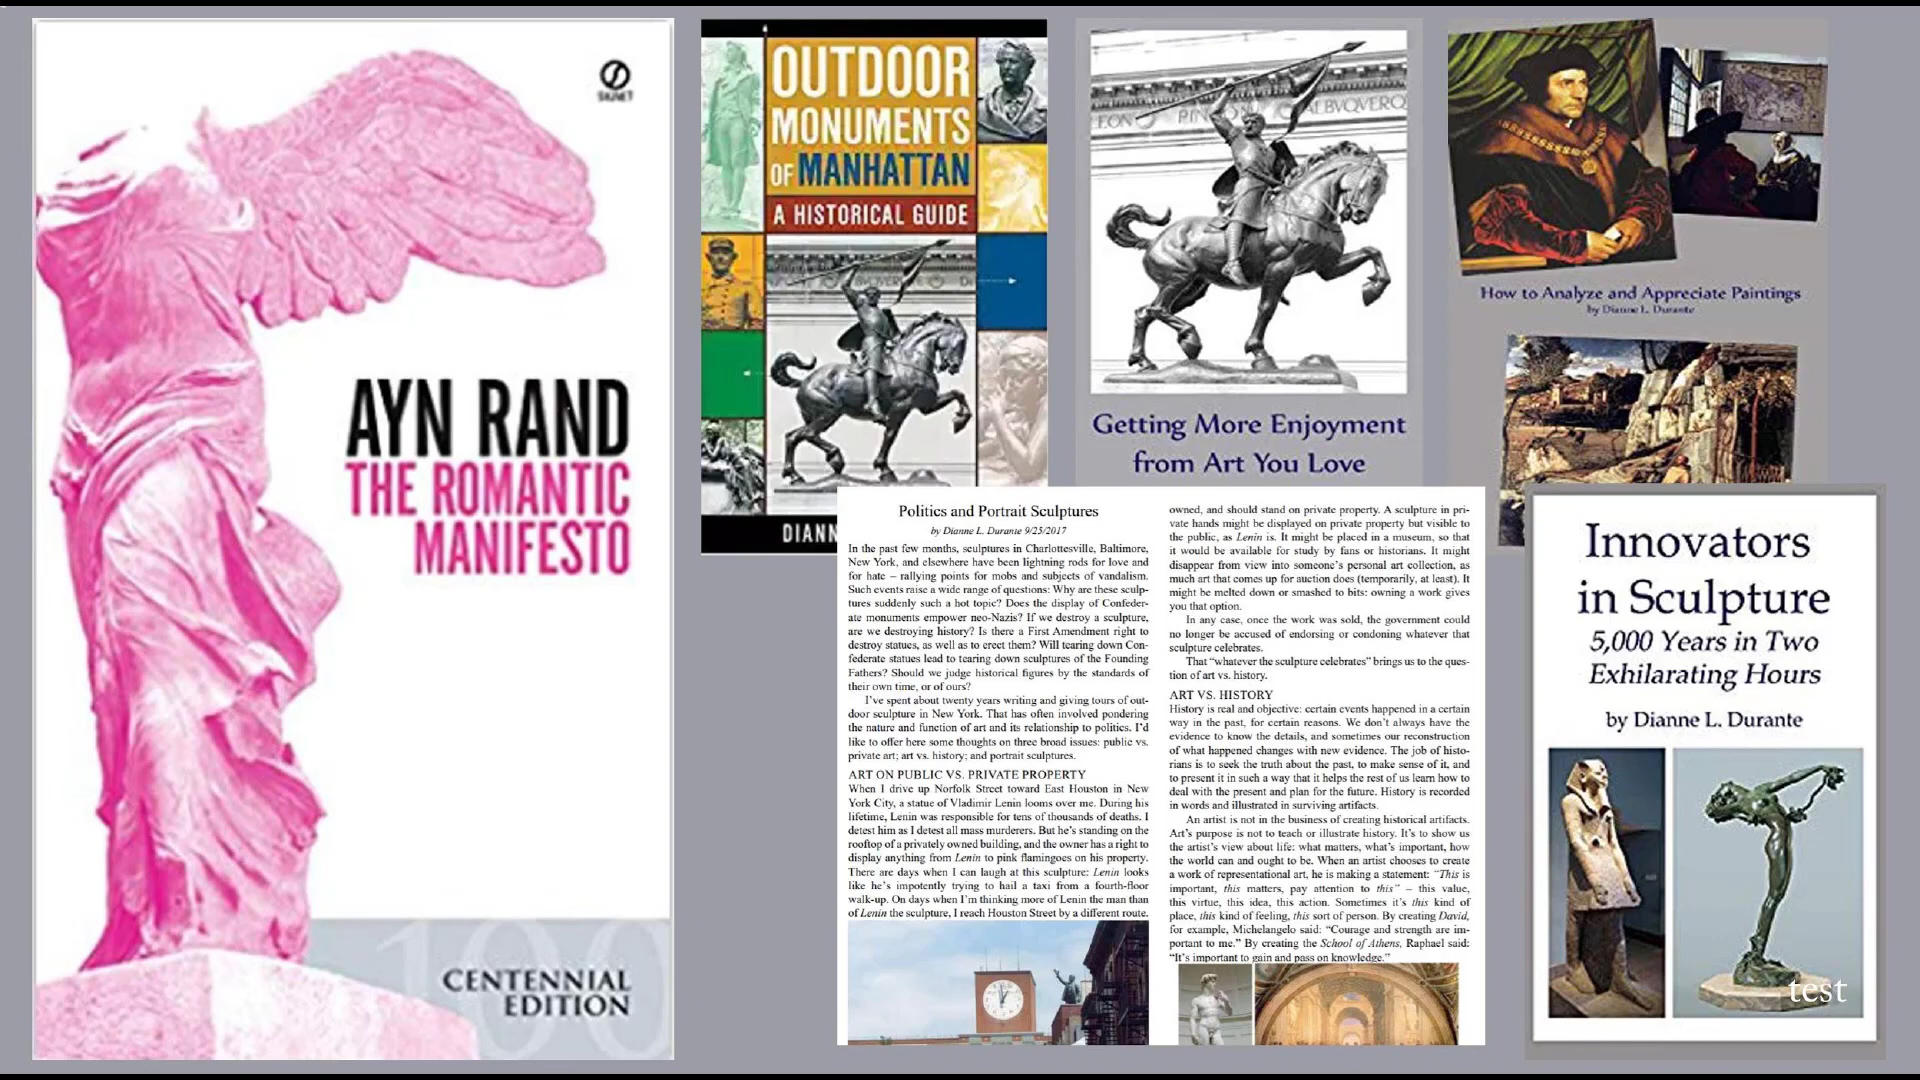 SIGNET
AYN RAND
THE ROMANTIC
MANIFESTO
CENTENNIAL
EDITION
100
OUTDOOR
MONUMENTS
OF MANHATTAN
A HISTORICAL GUIDE
DIANN
Getting More Enjoyment
from Art You Love
How to Analyze and Appreciate Paintings
by Dianne L. Durante
Politics and Portrait Sculptures
by Dianne L. Durante 9/25/2017
In the past few months, sculptures in Charlottesville, Baltimore,
New York, and elsewhere have been lightning rods for love and
for hate – rallying points for mobs and subjects of vandalism.
Such events raise a wide range of questions: Why are these sculp-
tures suddenly such a hot topic? Does the display of Confeder-
ate monuments empower neo-Nazis? If we destroy a sculpture,
are we destroying history? Is there a First Amendment right to
destroy statues, as well as to erect them? Will tearing down Con-
federate statues lead to tearing down sculptures of the Founding
Fathers? Should we judge historical figures by the standards of
their own time, or of ours?
I've spent about twenty years writing and giving tours of out-
door sculpture in New York. That has often involved pondering
the nature and function of art and its relationship to politics. I'd
like to offer here some thoughts on three broad issues: public vs.
private art; art vs. history; and portrait sculptures.
ART ON PUBLIC VS. PRIVATE PROPERTY
When I drive up Norfolk Street toward East Houston in New
York City, a statue of Vladimir Lenin looms over me. During his
lifetime, Lenin was responsible for tens of thousands of deaths. I
detest him as I detest all mass murderers. But he's standing on the
rooftop of a privately owned building, and the owner has a right to
display anything from Lenin to pink flamingoes on his property.
There are days when I can laugh at this sculpture: Lenin looks
like he's impotently trying to hail a taxi from a fourth-floor
walk-up. On days when I'm thinking more of Lenin the man than
of Lenin the sculpture, I reach Houston Street by a different route.
owned, and should stand on private property. A sculpture in pri-
vate hands might be displayed on private property but visible to
the public, as Lenin is. It might be placed in a museum, so that
it would be available for study by fans or historians. It might
disappear from view into someone's personal art collection, as
much art that comes up for auction does (temporarily, at least). It
might be melted down or smashed to bits: owning a work gives
you that option.
In any case, once the work was sold, the government could
no longer be accused of endorsing or condoning whatever that
sculpture celebrates.
That “whatever the sculpture celebrates” brings us to the ques-
tion of art vs. history.
ART VS. HISTORY
History is real and objective: certain events happened in a certain
way in the past, for certain reasons. We don't always have the
evidence to know the details, and sometimes our reconstruction
of what happened changes with new evidence. The job of histo-
rians is to seek the truth about the past, to make sense of it, and
to present it in such a way that it helps the rest of us learn how to
deal with the present and plan for the future. History is recorded
in words and illustrated in surviving artifacts.
An artist is not in the business of creating historical artifacts.
Art's purpose is not to teach or illustrate history. It's to show us
the artist's view about life: what matters, what's important, how
the world can and ought to be. When an artist chooses to create
a work of representational art, he is making a statement: “This is
important, this matters, pay attention to this” – this value,
this virtue, this idea, this action. Sometimes it's this kind of
place, this kind of feeling, this sort of person. By creating David,
for example, Michelangelo said: “Courage and strength are im-
portant to me.” By creating the School of Athens, Raphael said:
“It's important to gain and pass on knowledge.”
Innovators
in Sculpture
5,000 Years in Two
Exhilarating Hours
by Dianne L. Durante
test